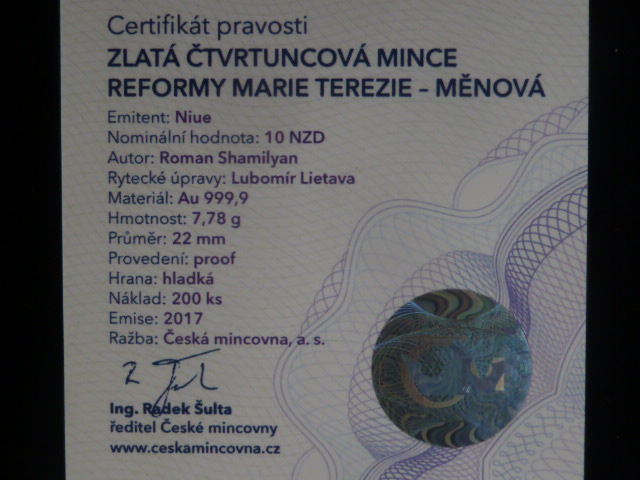 Certifikát pravosti
ZLATÁ ČTVRTUNCOVÁ MINCE
REFORMY MARIE TEREZIE – MĚNOVÁ
Emitent: Niue
Nominální hodnota: 10 NZD
Autor: Roman Shamilyan
Rytecké úpravy: Lubomír Lietava
Materiál: Au 999,9
Hmotnost: 7,78 g
Průměr: 22 mm
Provedení: proof
Hrana: hladká
Náklad: 200 ks
Emise: 2017
Ražba: Česká mincovna, a. s.
Ing. Radek Šulta
ředitel České mincovny
www.ceskamincovna.cz